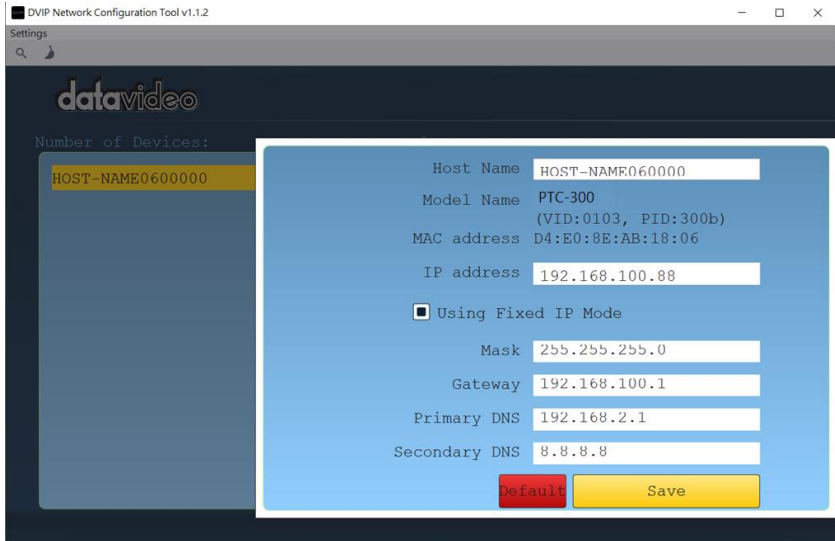 DVIP Network Configuration Tool v1.1.2
Settings
datavideo
Number of Devices:
HOST-NAME0600000
Host Name HOST-NAME060000
Model Name PTC-300
(VID:0103, PID:300b)
MAC address D4:E0:8E:AB:18:06
IP address 192.168.100.88
Using Fixed IP Mode
Mask 255.255.255.0
Gateway 192.168.100.1
Primary DNS 192.168.2.1
Secondary DNS 8.8.8.8
Default Save